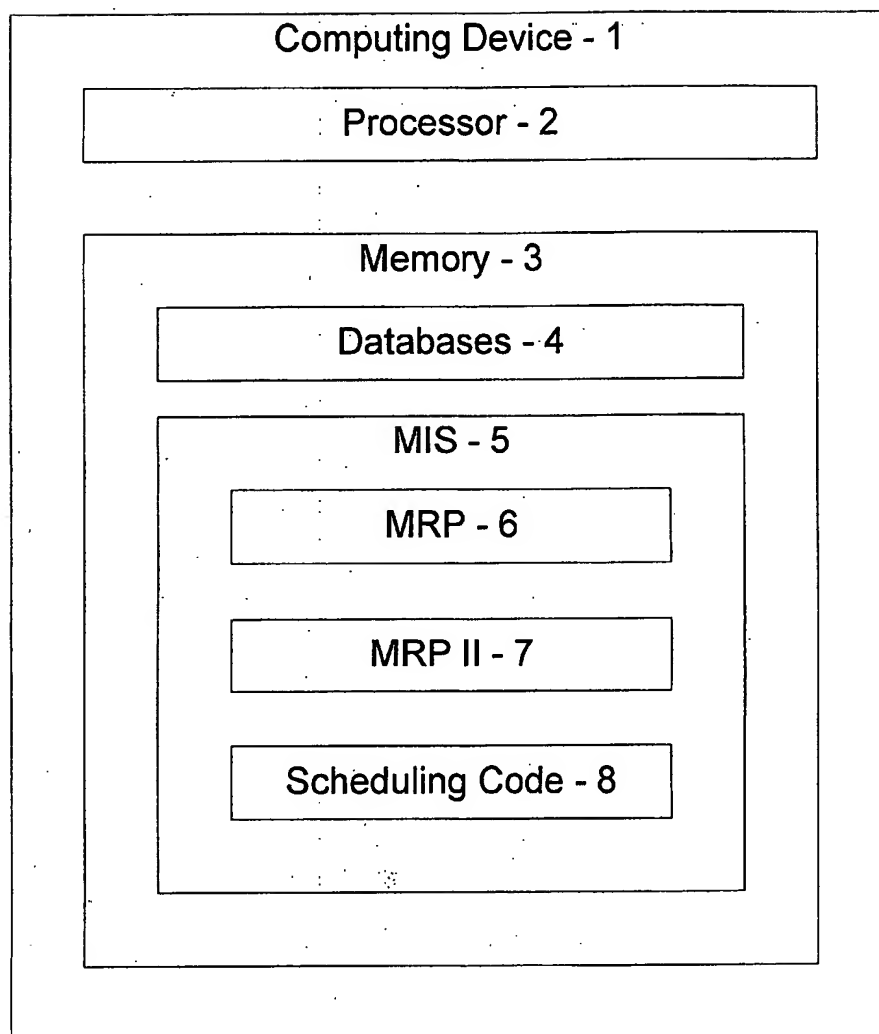 Computing Device - 1
Processor - 2
Memory - 3
Databases - 4
MIS - 5
MRP - 6
MRP II - 7
Scheduling Code - 8